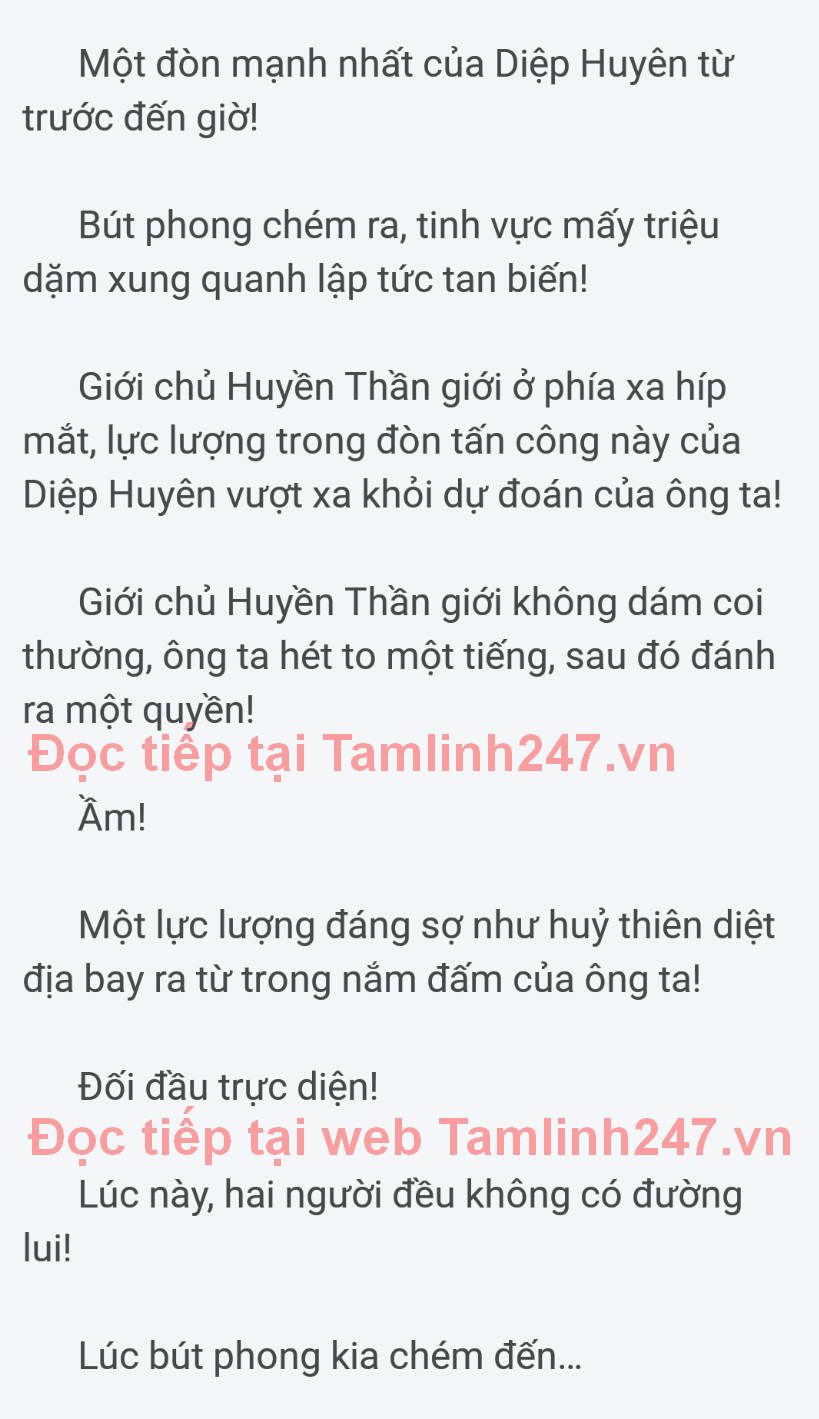 Một đòn mạnh nhất của Diệp Huyên từ
trước đến giờ!
Bút phong chém ra, tinh vực mấy triệu
dặm xung quanh lập tức tan biến!
Giới chủ Huyền Thần giới ở phía xa híp
mắt, lực lượng trong đòn tấn công này của
Diệp Huyên vượt xa khỏi dự đoán của ông ta!
Giới chủ Huyền Thần giới không dám coi
thường, ông ta hét to một tiếng, sau đó đánh
ra một quyền!
Đọc tiếp tại Tamlinh247.vn
Ầm!
Một lực lượng đáng sợ như huỷ thiên diệt
địa bay ra từ trong nắm đấm của ông ta!
Đối đầu trực diện!
Đọc tiếp tại web Tamlinh247.vn
Lúc này, hai người đều không có đường
lui!
Lúc bút phong kia chém đến...